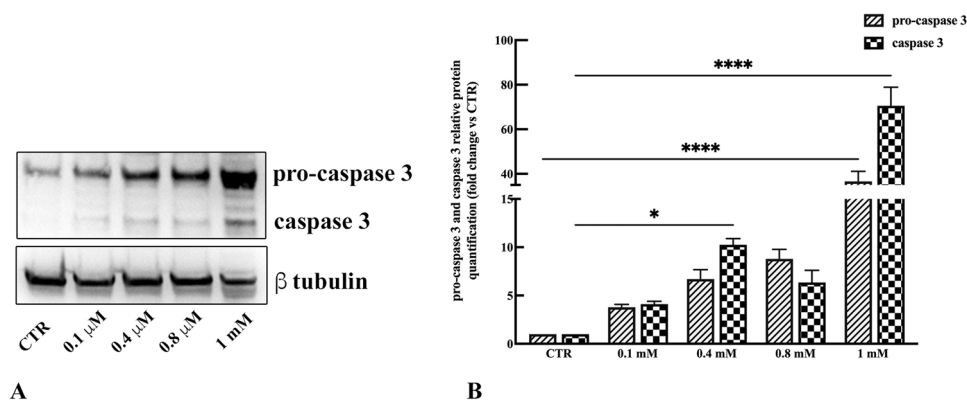 pro-caspase 3
caspase 3
β tubulin
CTR
0.1 μM
0.4 μM
0.8 μM
1 mM
A
pro-caspase 3
caspase 3
pro-caspase 3 and caspase 3 relative protein
quantification (fold change vs CTR)
100
80
60
40
15
10
5
0
****
****
*
CTR
0.1 mM
0.4 mM
0.8 mM
1 mM
B